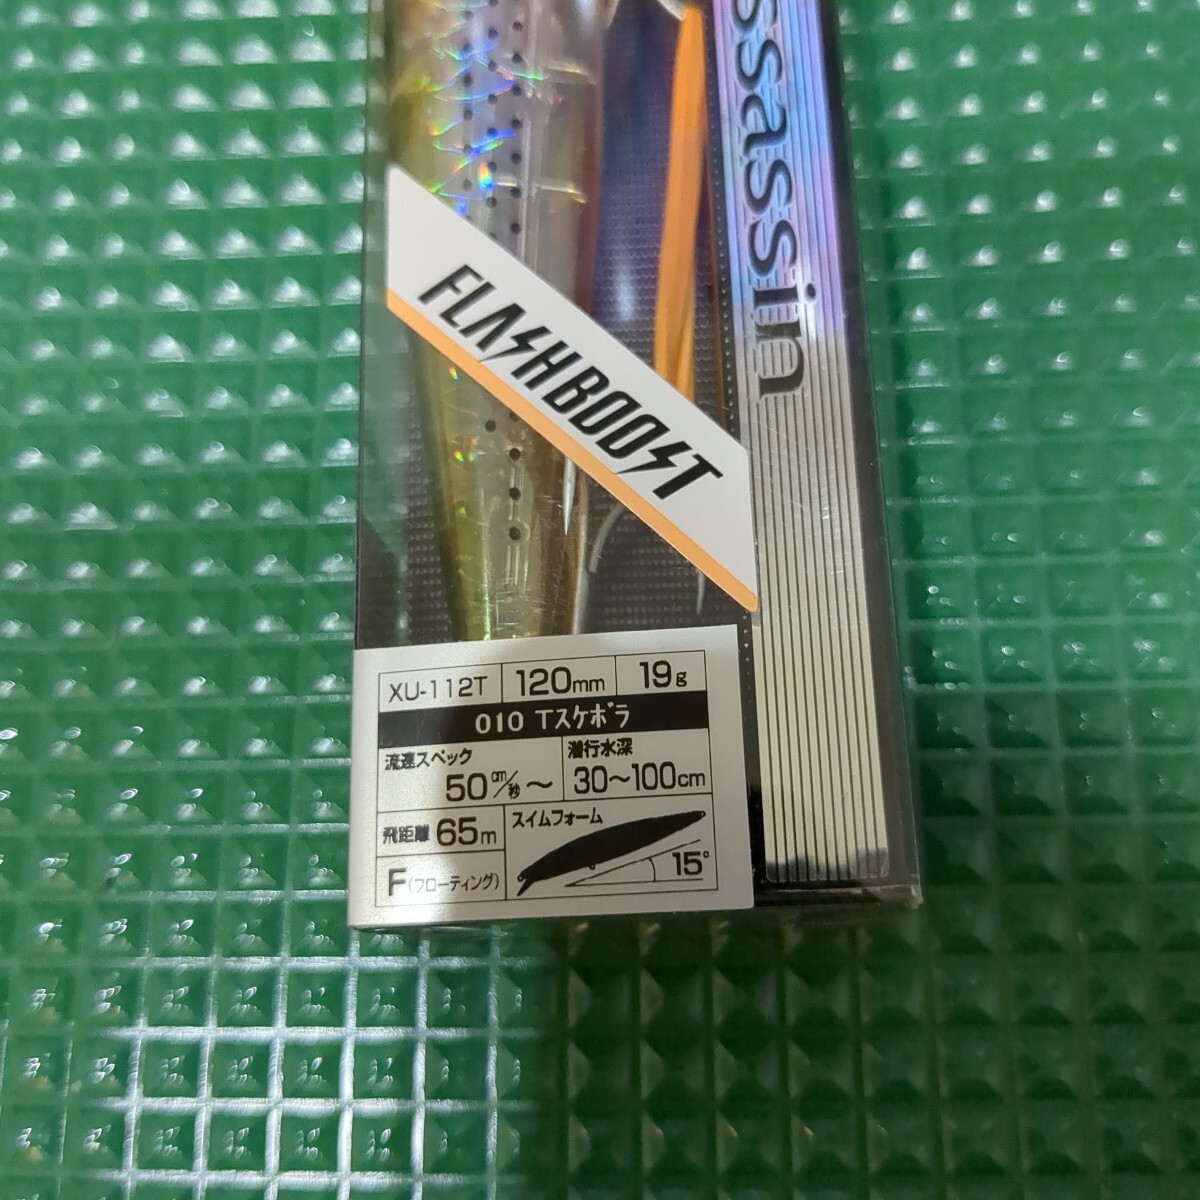 ssassin
FLASHBOOST
XU-112T 120mm 19g
010 Tスケボラ
流速スペック
50cm/秒～
潜行水深
30～100cm
飛距離 65m
スイムフォーム
15°
F(フローティング)